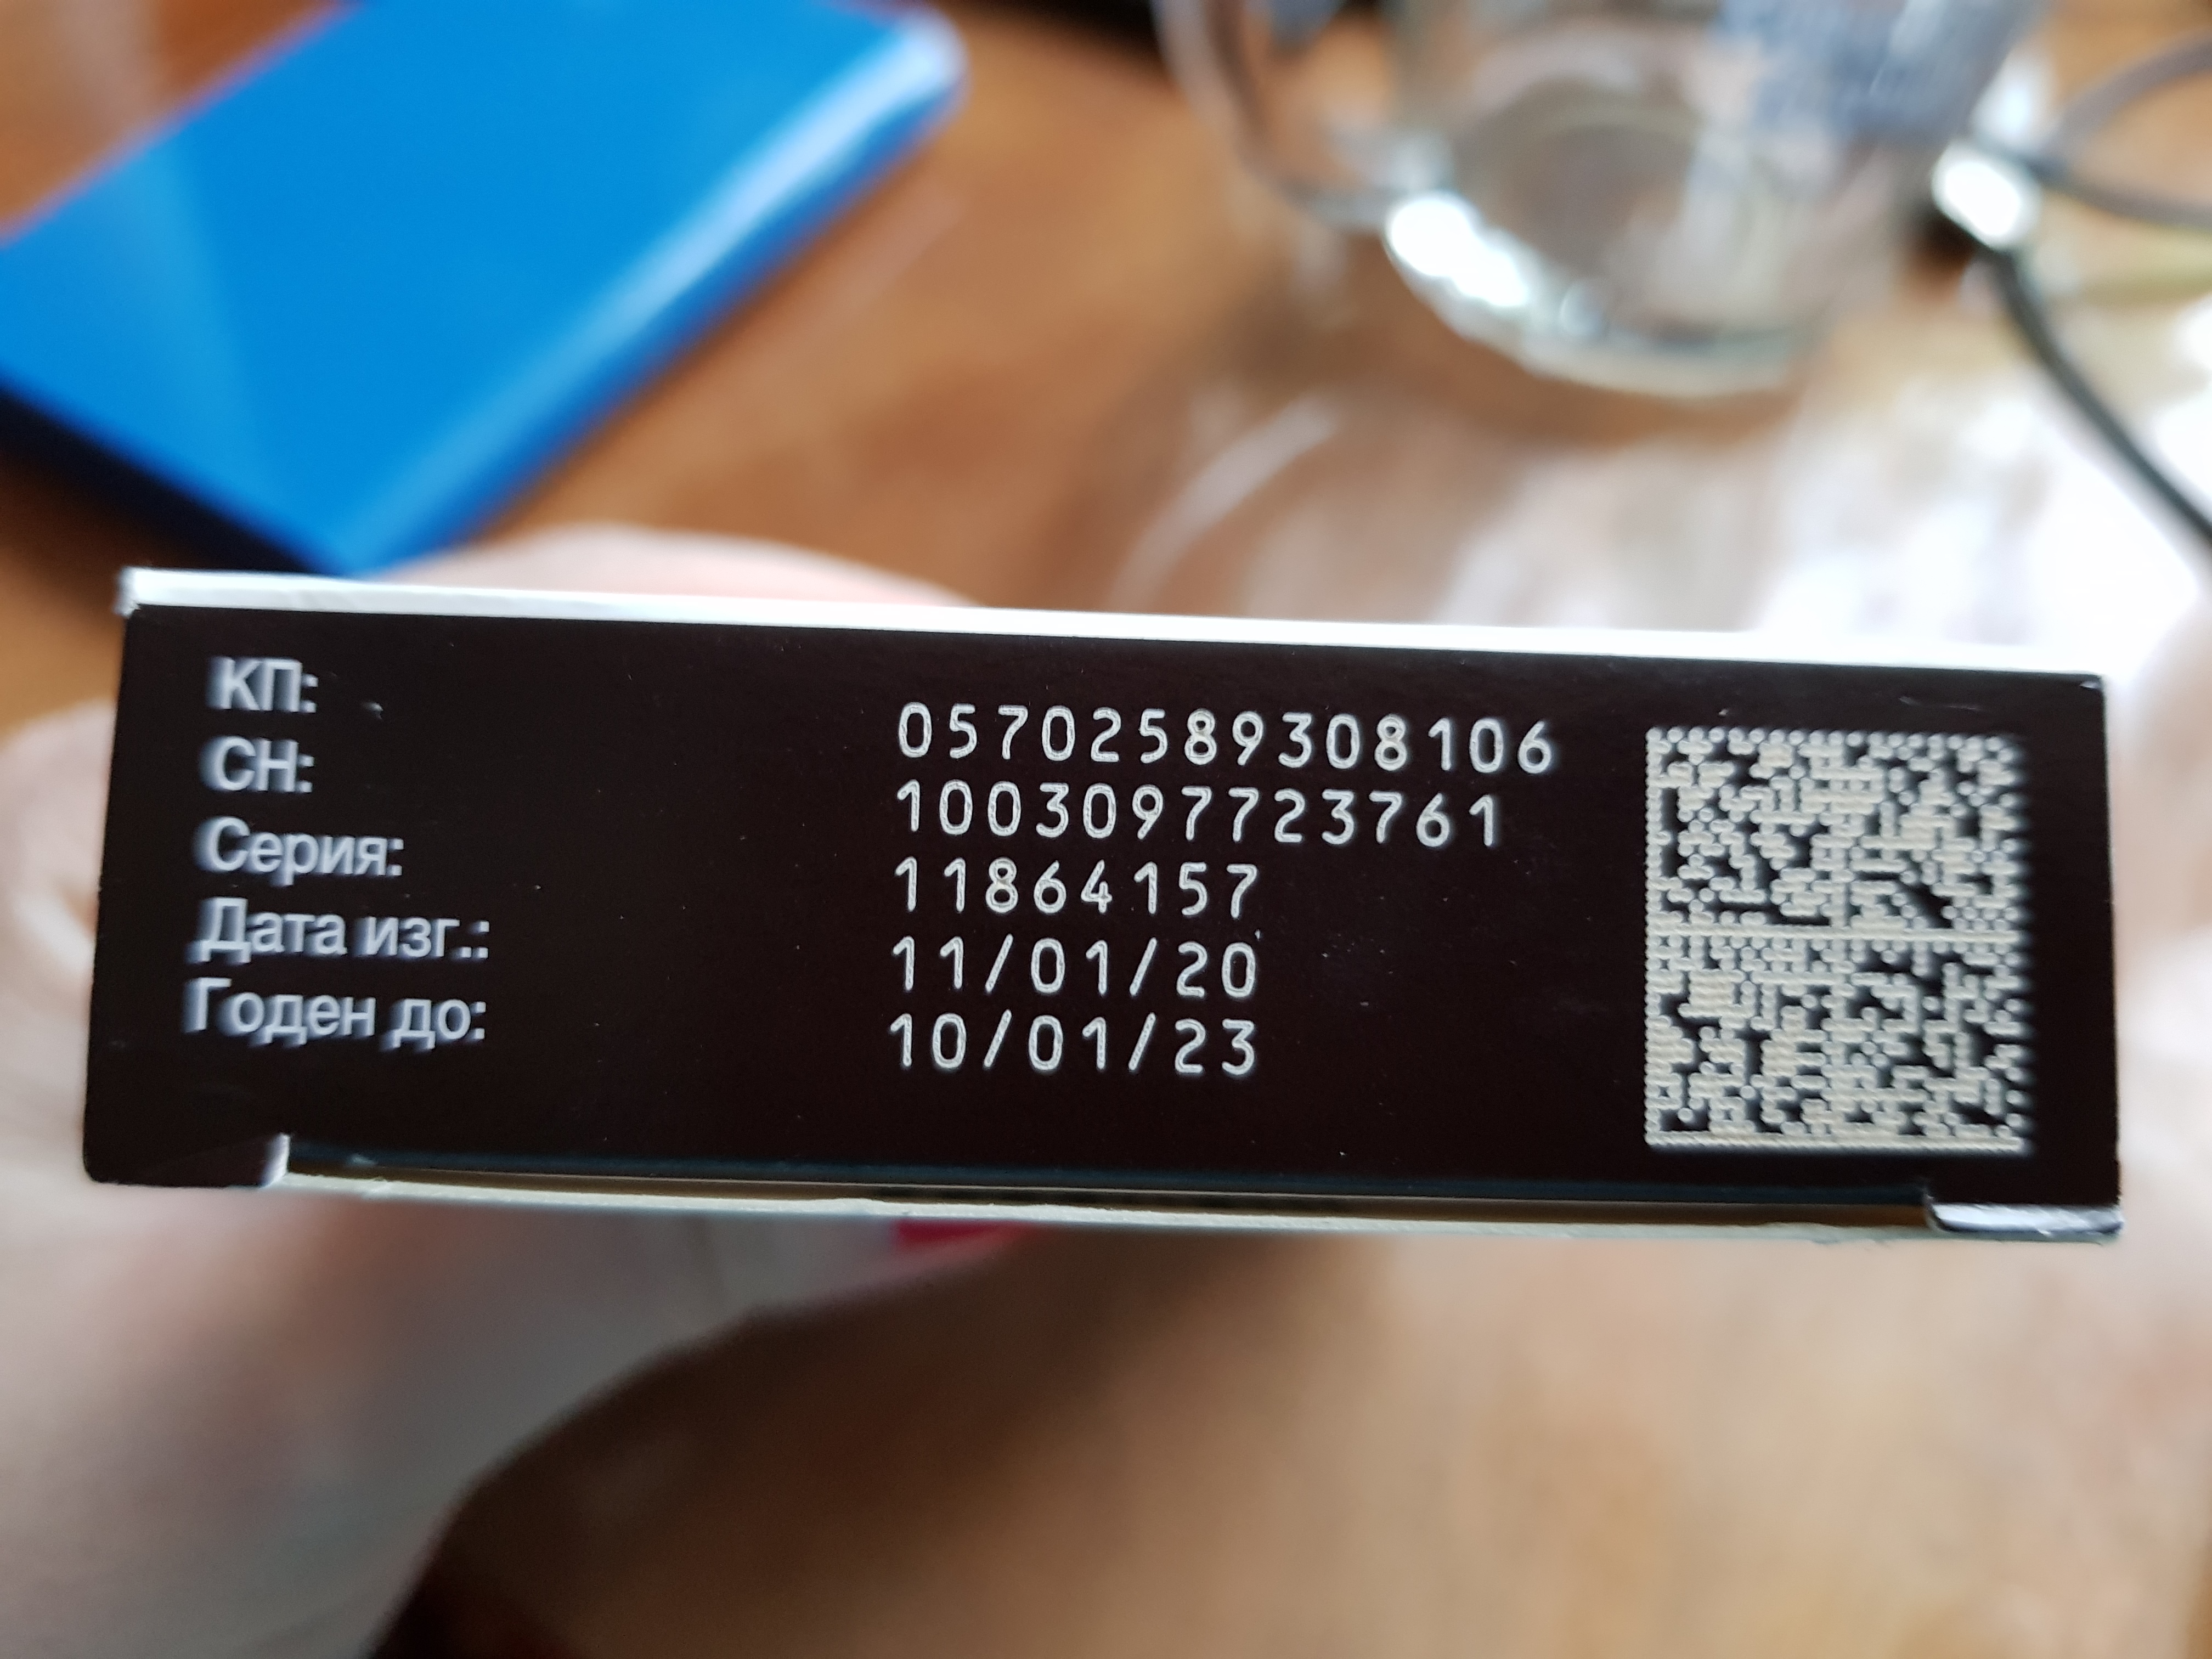 КП: 05702589308106
СН: 1003097723761
Серия: 11864157
Дата изг.: 11/01/20
Годен до: 10/01/23